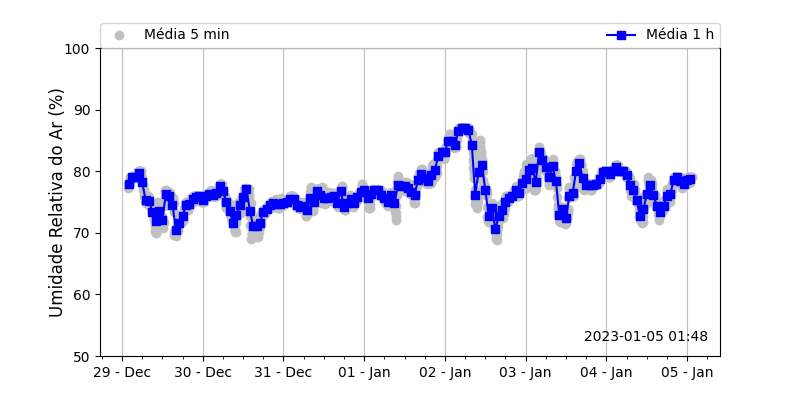 Média 5 min
Média 1 h
Umidade Relativa do Ar (%)
100
90
80
70
60
50
2023-01-05 01:48
29 - Dec
30 - Dec
31 - Dec
01 - Jan
02 - Jan
03 - Jan
04 - Jan
05 - Jan